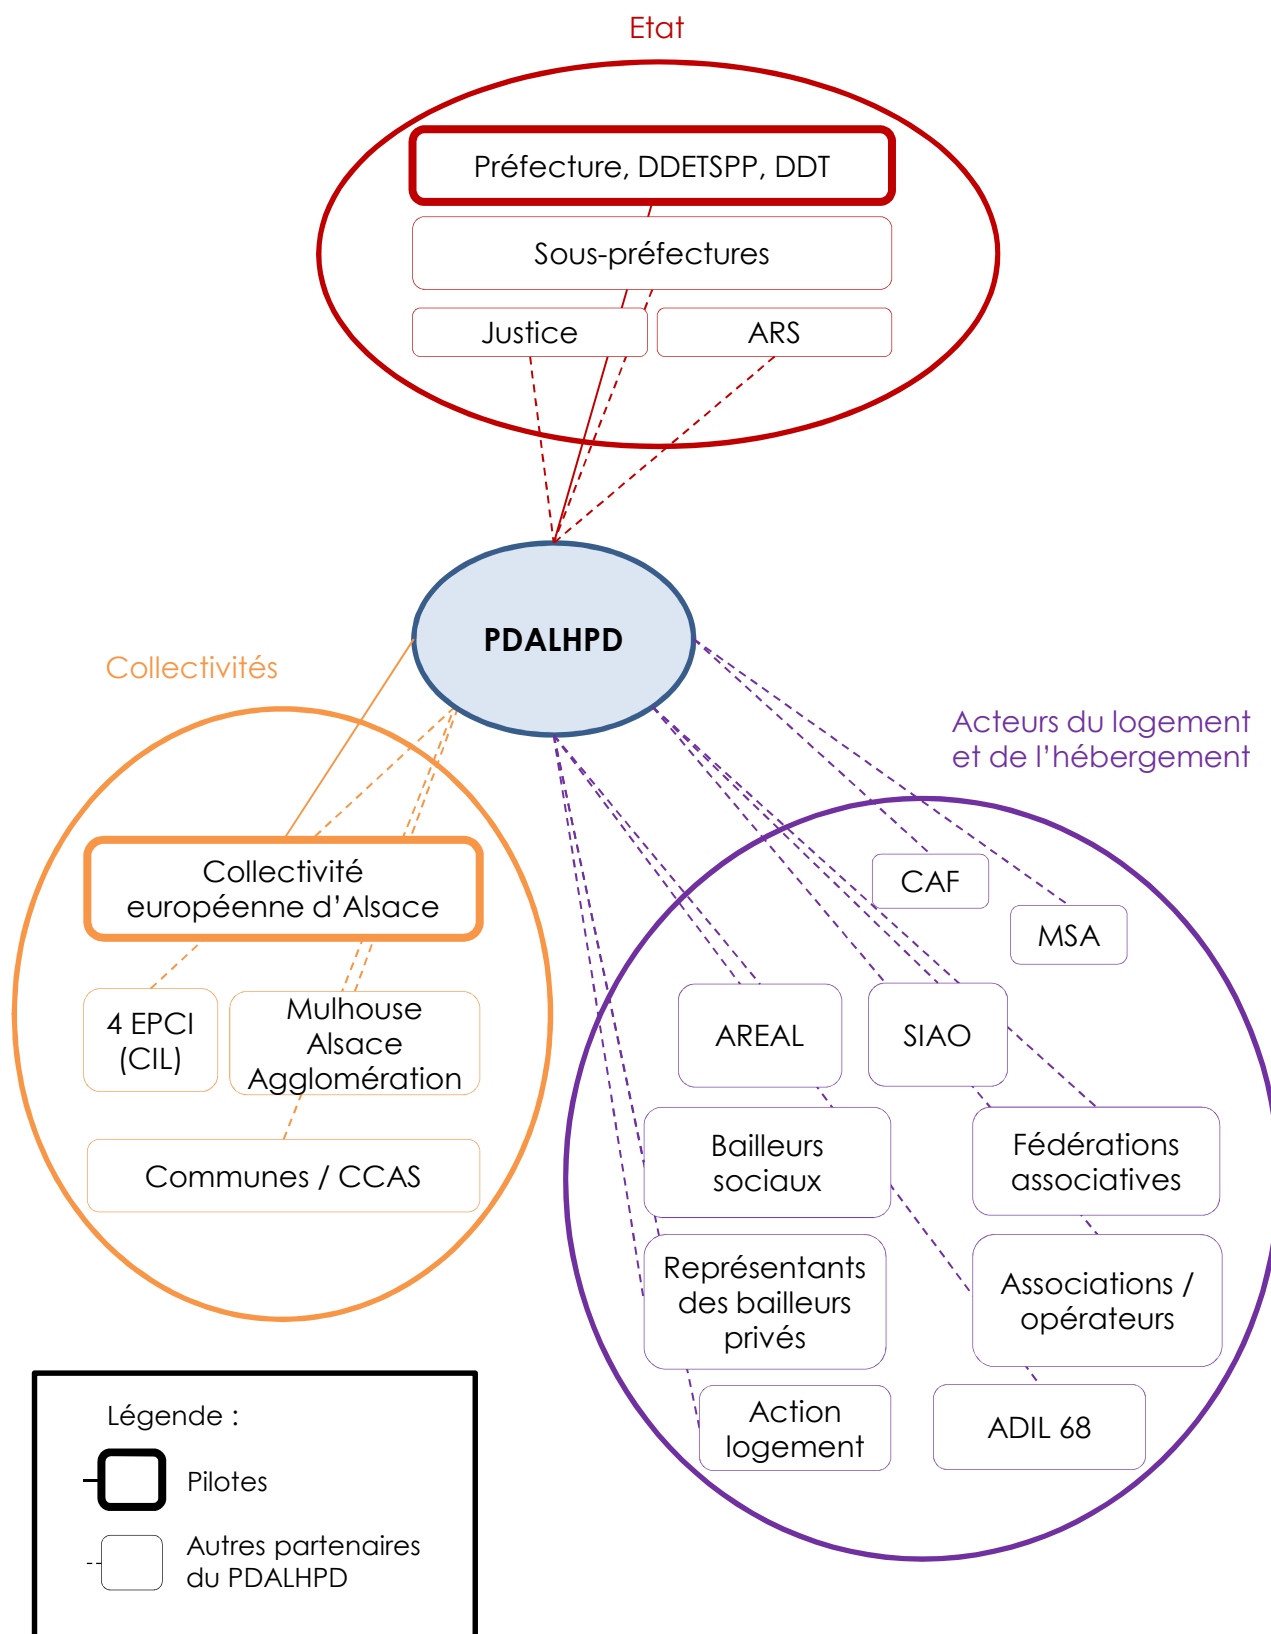 Etat
Préfecture, DDETSPP, DDT
Sous-préfectures
Justice
ARS
PDALHPD
Collectivités
Collectivité
européenne d’Alsace
4 EPCI
(CIL)
Mulhouse
Alsace
Agglomération
Communes / CCAS
Acteurs du logement
et de l’hébergement
CAF
MSA
AREAL
SIAO
Bailleurs
sociaux
Fédérations
associatives
Représentants
des bailleurs
privés
Associations /
opérateurs
Action
logement
ADIL 68
Légende :
Pilotes
Autres partenaires
du PDALHPD